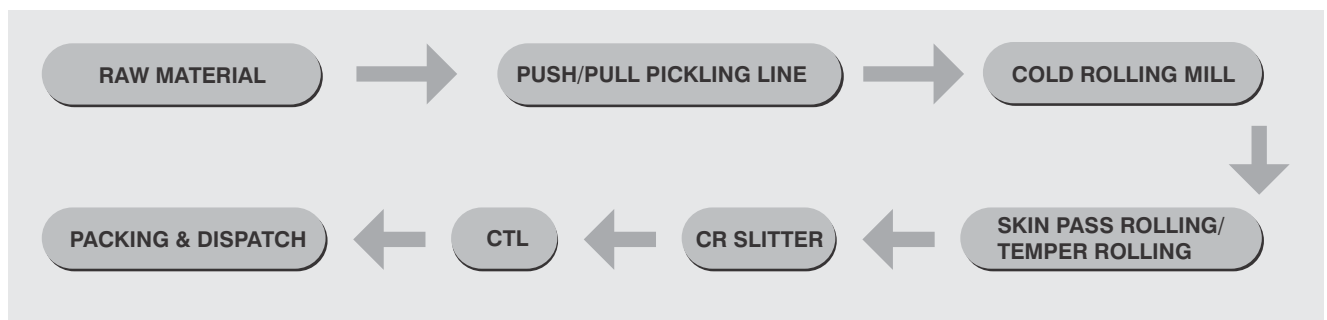 RAW MATERIAL
PUSH/PULL PICKLING LINE
COLD ROLLING MILL
SKIN PASS ROLLING/
TEMPER ROLLING
CR SLITTER
CTL
PACKING & DISPATCH